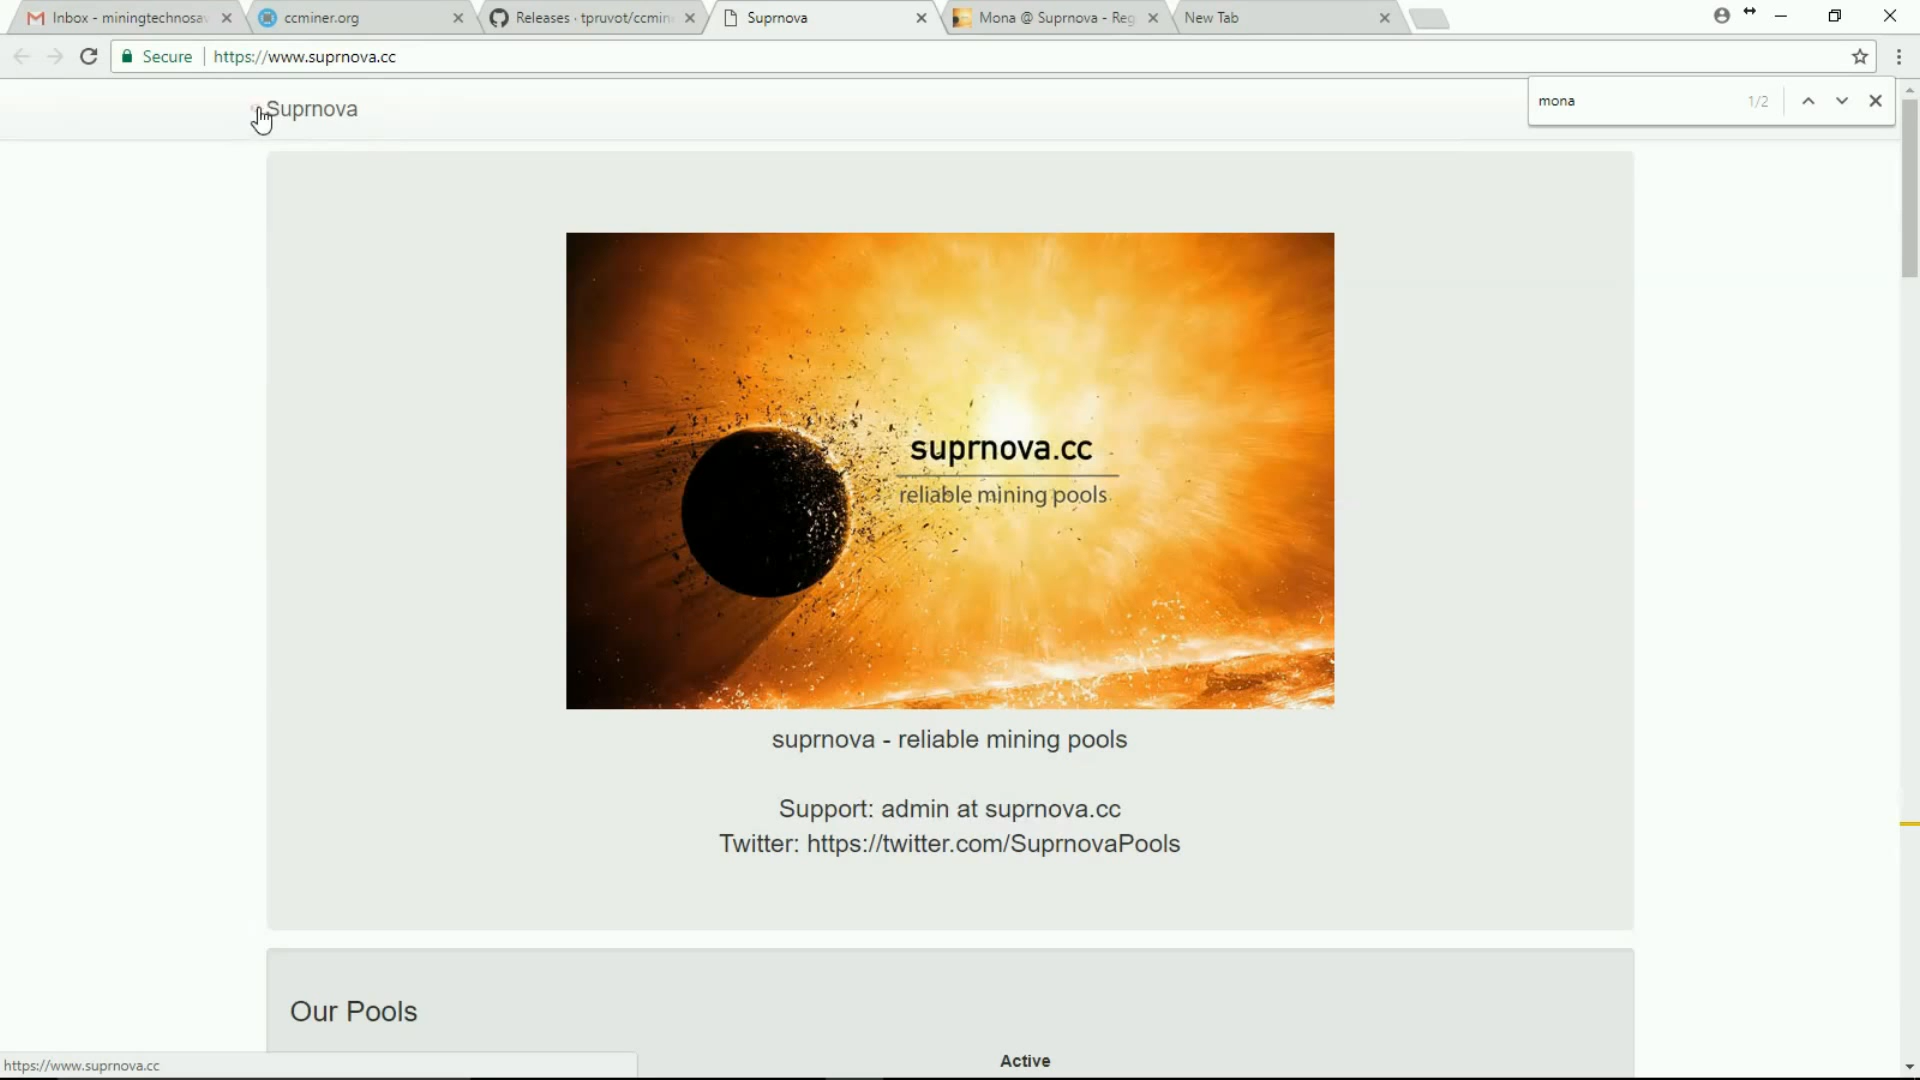 Inbox - miningtechnosa
ccminer.org
Releases · tpruvot/ccmin
Suprnova
Mona @ Suprnova - Reg
New Tab
Secure
https://www.suprnova.cc
mona
1/2
Suprnova
suprnova.cc
reliable mining pools
suprnova - reliable mining pools
Support: admin at suprnova.cc
Twitter: https://twitter.com/SuprnovaPools
Our Pools
Active
https://www.suprnova.cc